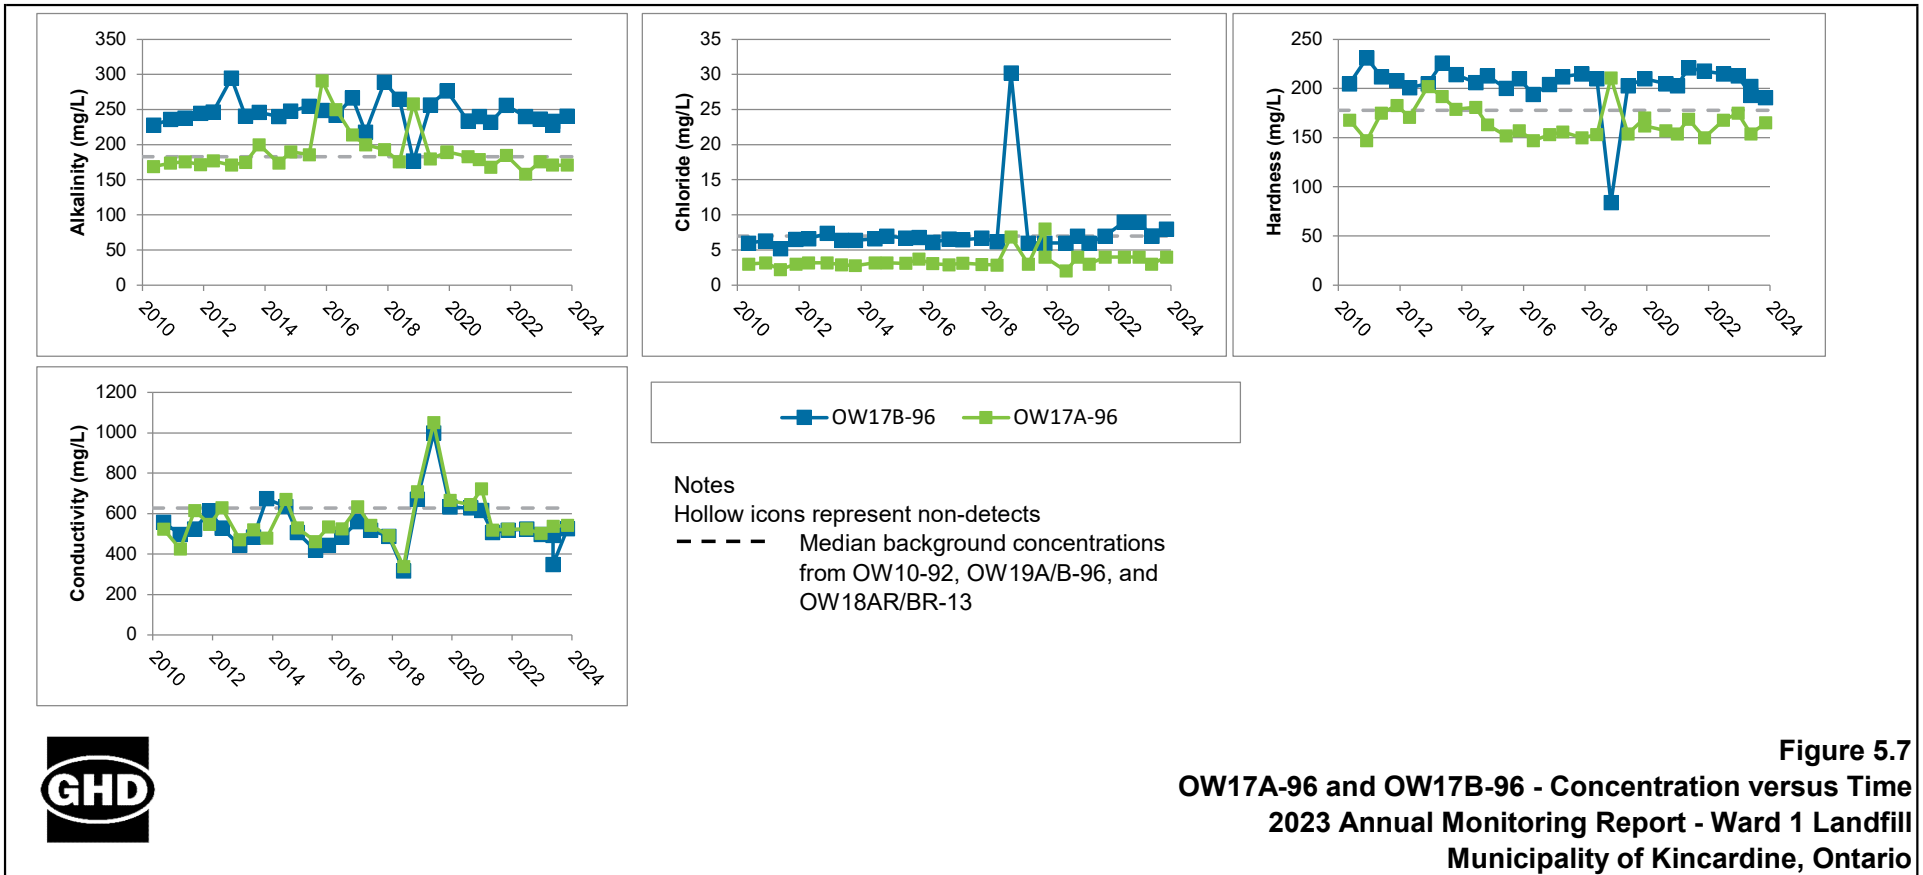 350
300
250
200
150
100
50
0
Alkalinity (mg/L)
2010 2012 2014 2016 2018 2020 2022 2024
35
30
25
20
15
10
5
0
Chloride (mg/L)
2010 2012 2014 2016 2018 2020 2022 2024
250
200
150
100
50
0
Hardness (mg/L)
2010 2012 2014 2016 2018 2020 2022 2024
1200
1000
800
600
400
200
0
Conductivity (mg/L)
2010 2012 2014 2016 2018 2020 2022 2024
OW17B-96 OW17A-96
Notes
Hollow icons represent non-detects
Median background concentrations
from OW10-92, OW19A/B-96, and
OW18AR/BR-13
GHD
Figure 5.7
OW17A-96 and OW17B-96 - Concentration versus Time
2023 Annual Monitoring Report - Ward 1 Landfill
Municipality of Kincardine, Ontario